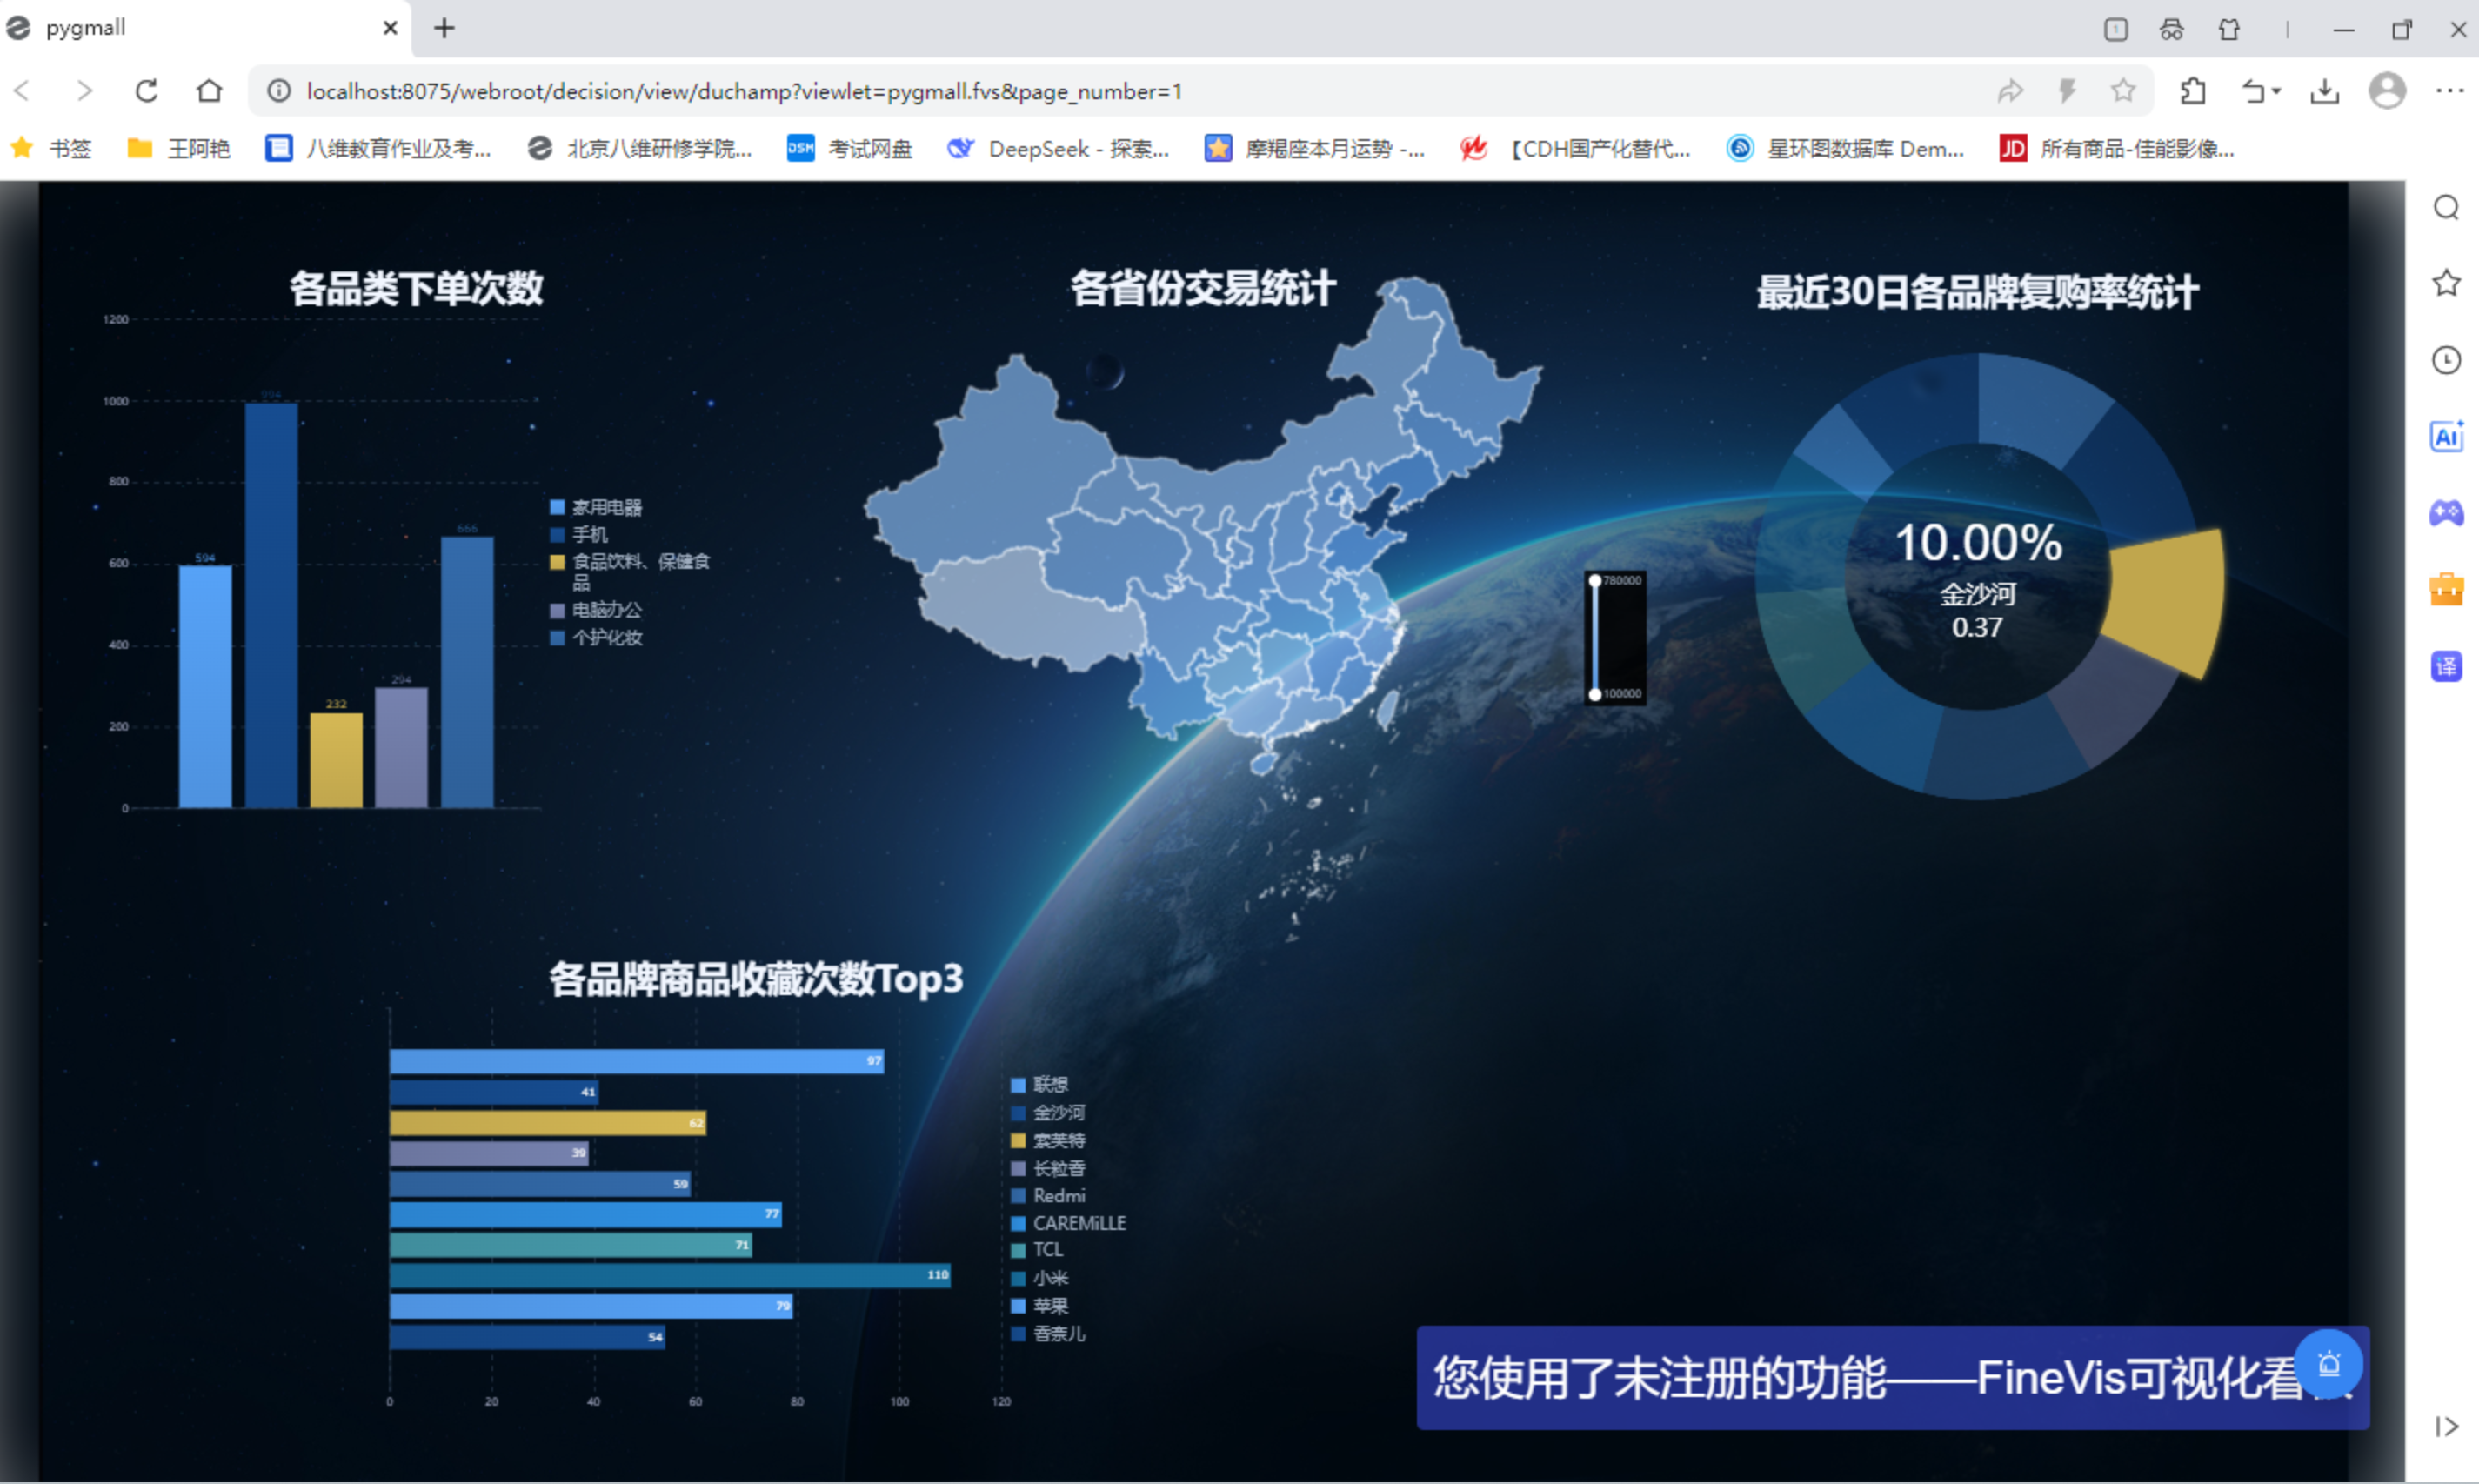 pygmall
localhost:8075/webroot/decision/view/duchamp?viewlet=pygmall.fvs&page_number=1
书签 王阿艳 八维教育作业及考... 北京八维研修学院... DSM 考试网盘 DeepSeek - 探索... 摩羯座本月运势 -... 【CDH国产化替代... 星环图数据库 Dem... JD 所有商品-佳能影像...
各品类下单次数
1200
1000
800
600
400
200
0
594
994
232
294
666
家用电器
手机
食品饮料、保健食
品
电脑办公
个护化妆
各省份交易统计
780000
100000
最近30日各品牌复购率统计
10.00%
金沙河
0.37
AI
译
各品牌商品收藏次数Top3
97
41
62
39
59
77
71
110
79
54
0 20 40 60 80 100 120
联想
金沙河
索芙特
长粒香
Redmi
CAREMiLLE
TCL
小米
苹果
香奈儿
您使用了未注册的功能——FineVis可视化看